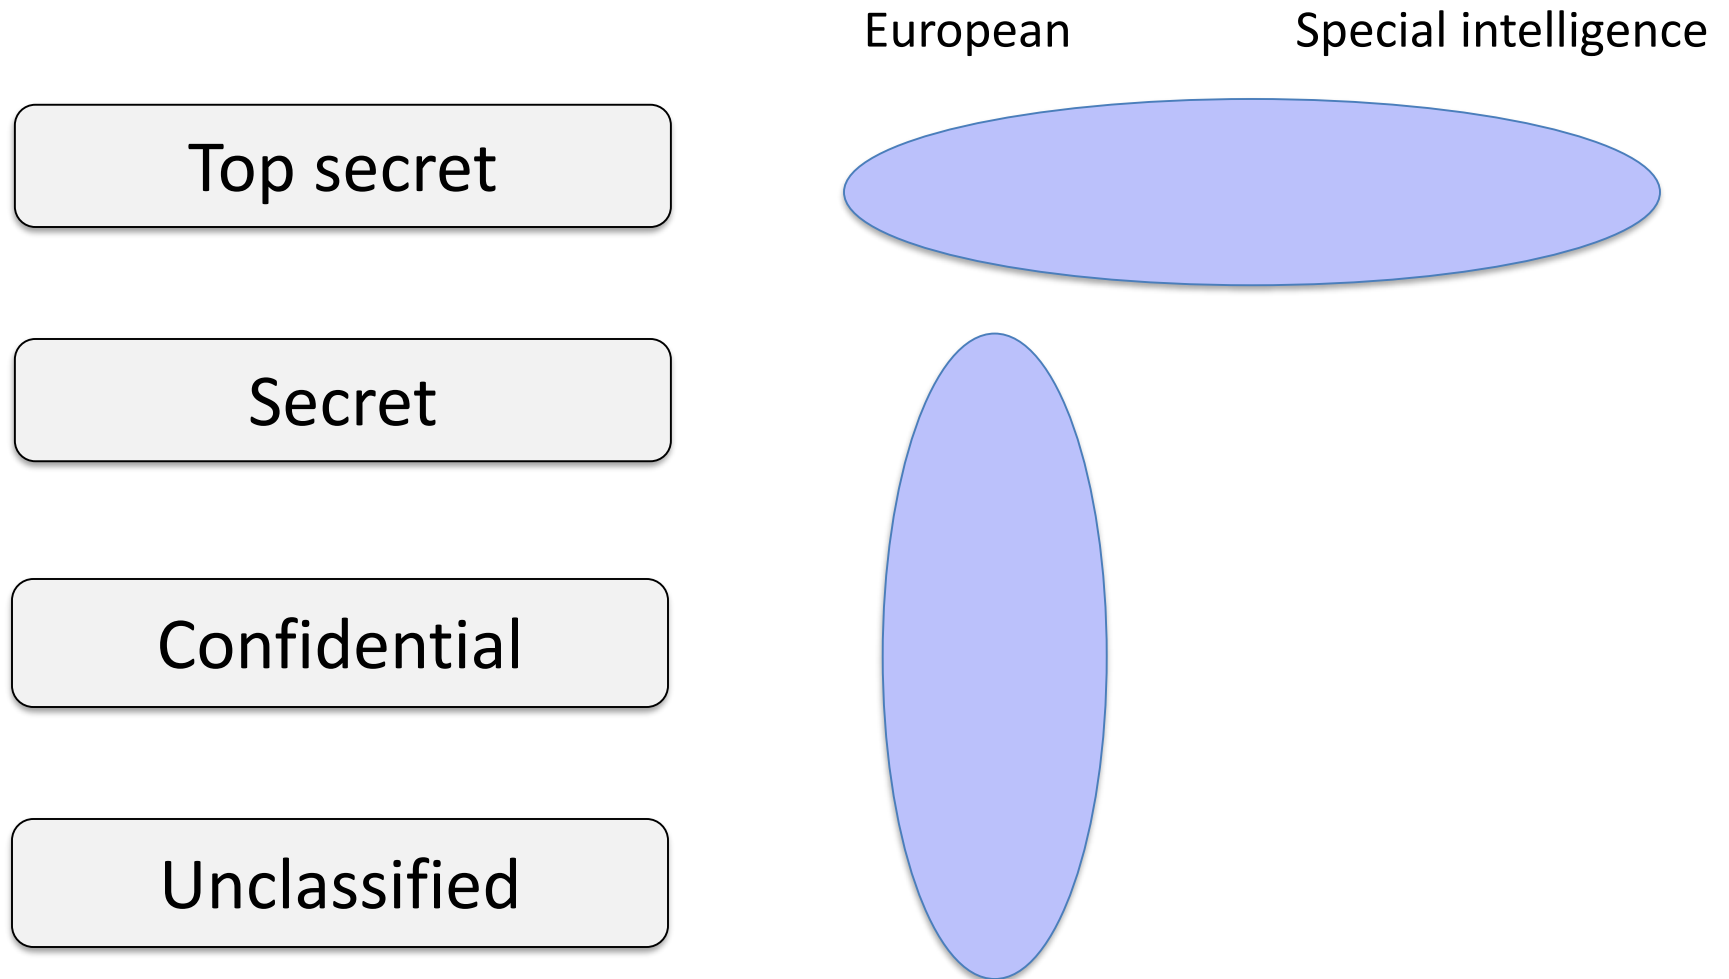 European Special intelligence
Top secret
Secret
Confidential
Unclassified